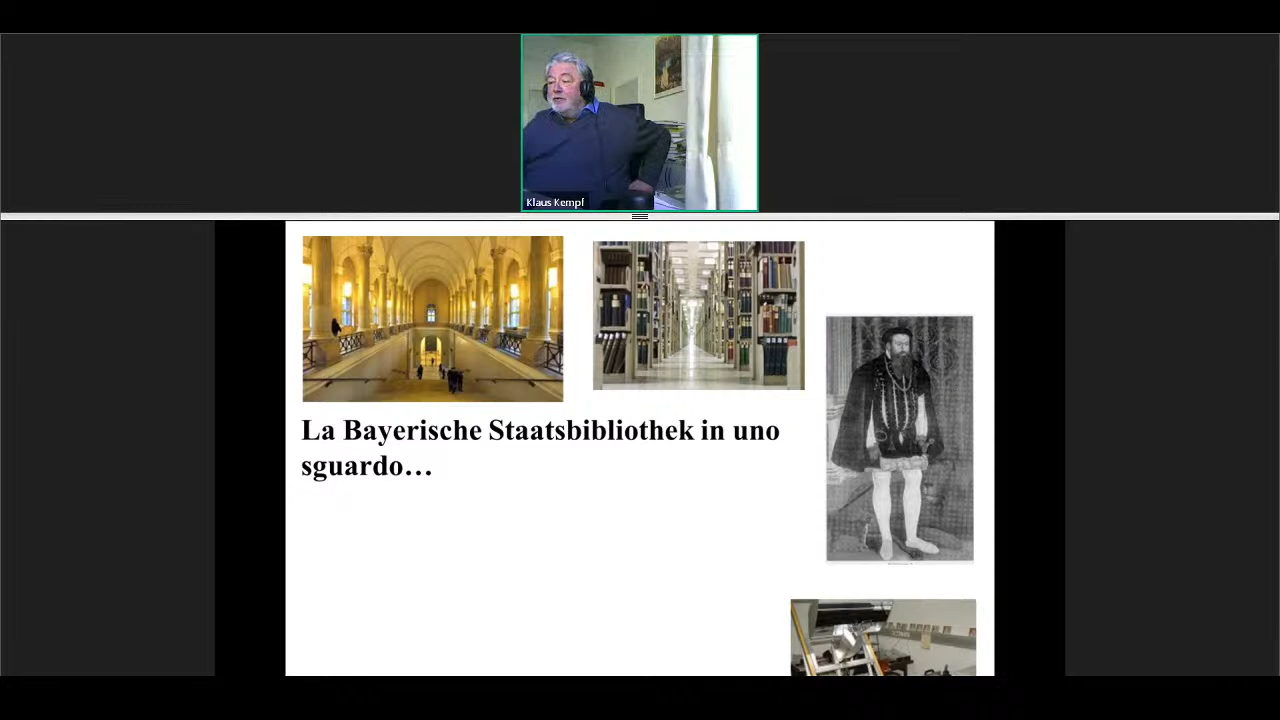 Klaus Kempf
La Bayerische Staatsbibliothek in uno
sguardo…